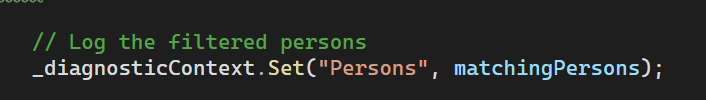 // Log the filtered persons
_diagnosticContext.Set("Persons", matchingPersons);